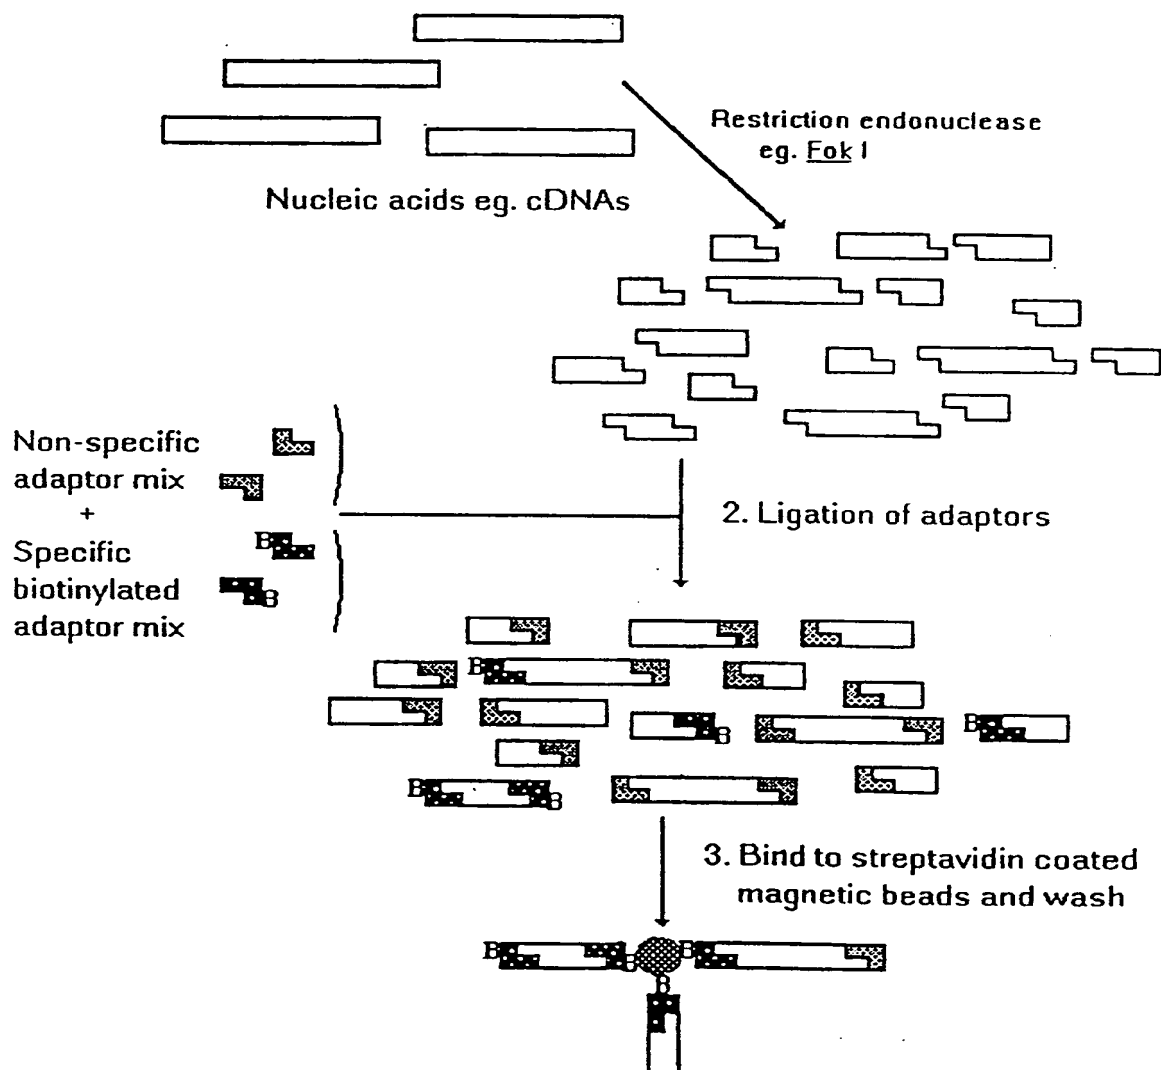 Restriction endonuclease
eg. Fok I
Nucleic acids eg. cDNAs
Non-specific
adaptor mix
+
Specific
biotinylated
adaptor mix
B
B
2. Ligation of adaptors
B
B
B
B
B
3. Bind to streptavidin coated
magnetic beads and wash
B
B
B
B